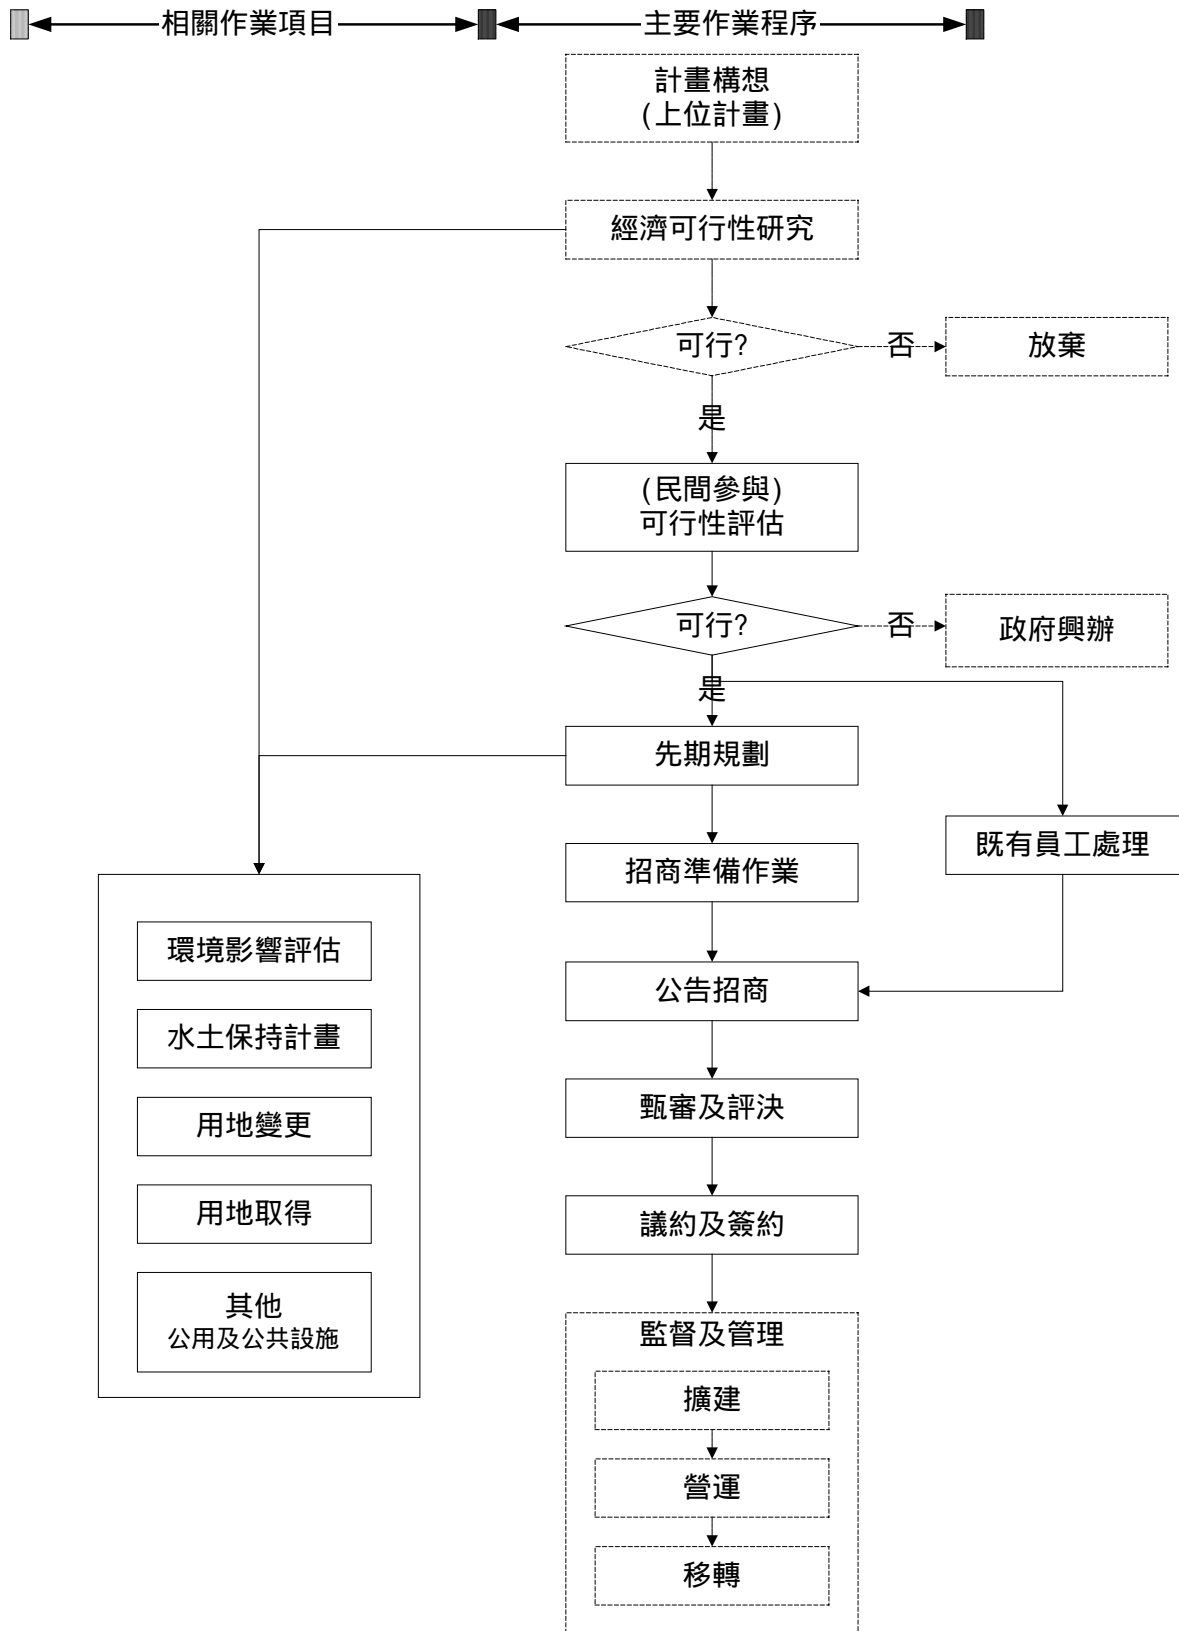 相關作業項目
主要作業程序
計畫構想
(上位計畫)
經濟可行性研究
可行?
否
放棄
是
(民間參與)
可行性評估
可行?
否
政府興辦
是
先期規劃
既有員工處理
招商準備作業
公告招商
甄審及評決
議約及簽約
監督及管理
擴建
營運
移轉
環境影響評估
水土保持計畫
用地變更
用地取得
其他
公用及公共設施